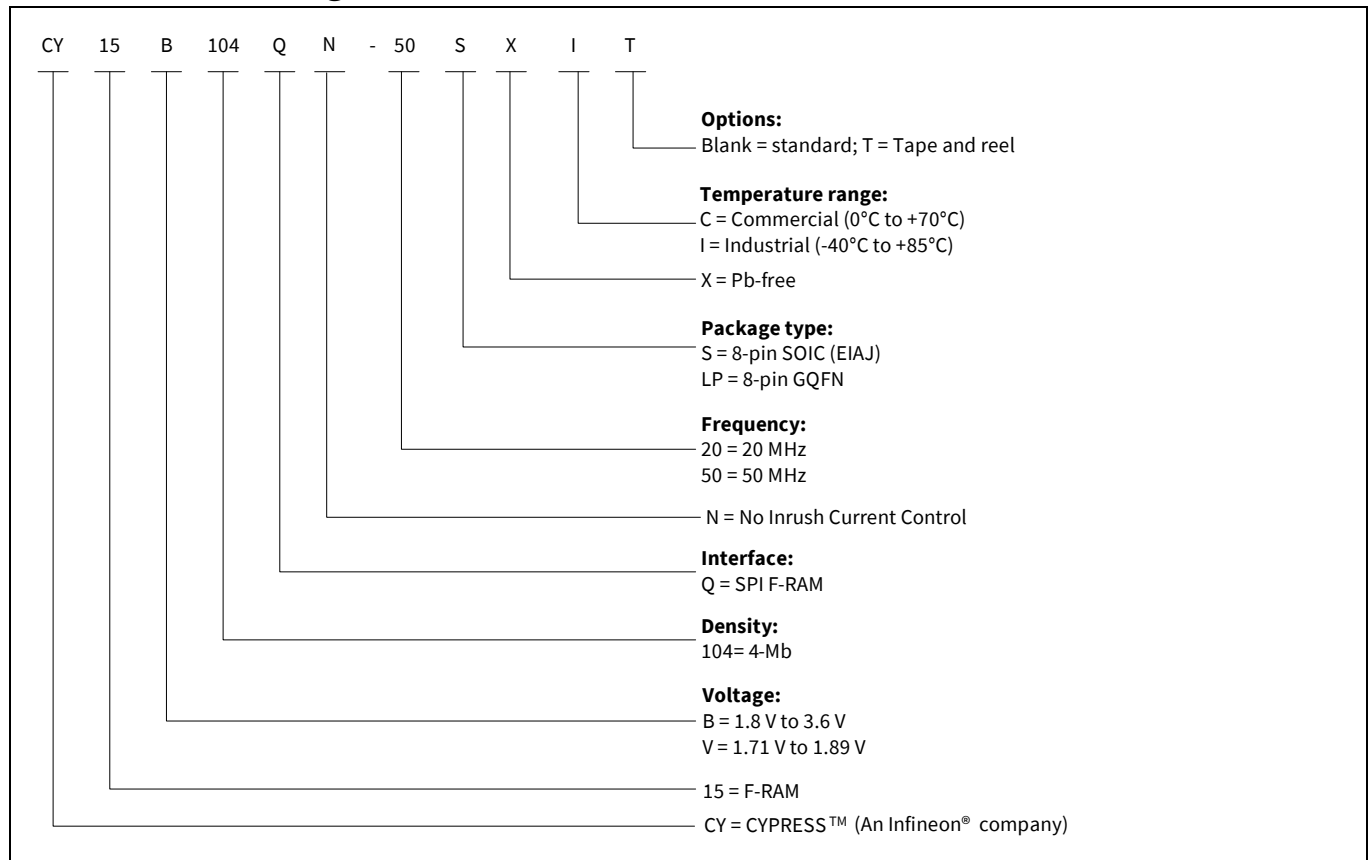 CY 15 B 104 Q N - 50 S X I T
Options:
Blank = standard; T = Tape and reel
Temperature range:
C = Commercial (0°C to +70°C)
I = Industrial (-40°C to +85°C)
X = Pb-free
Package type:
S = 8-pin SOIC (EIAJ)
LP = 8-pin GQFN
Frequency:
20 = 20 MHz
50 = 50 MHz
N = No Inrush Current Control
Interface:
Q = SPI F-RAM
Density:
104= 4-Mb
Voltage:
B = 1.8 V to 3.6 V
V = 1.71 V to 1.89 V
15 = F-RAM
CY = CYPRESS™ (An Infineon® company)